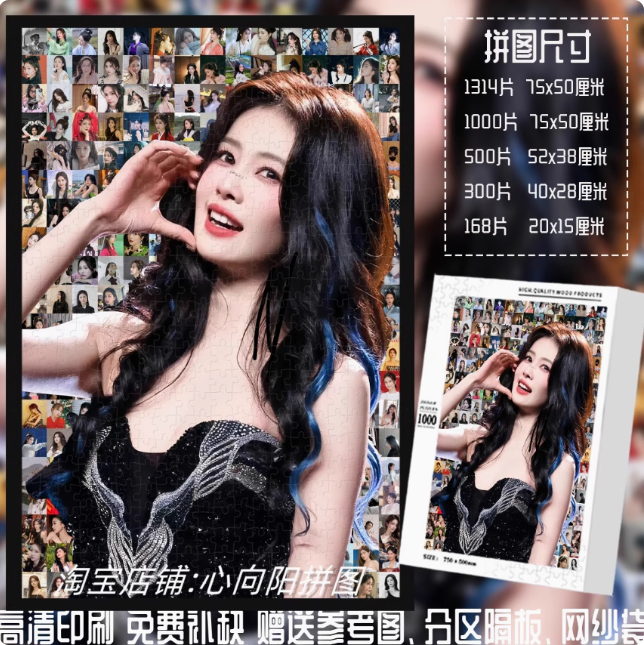 拼图尺寸
1314片 75x50厘米
1000片 75x50厘米
500片 52x38厘米
300片 40x28厘米
168片 20x15厘米
HIGH QUALITY WOOD PRODUCTS
1000
SIZE: 750 x 500mm
淘宝店铺:心向阳拼图
高清印刷 免费补缺 赠送参考图、分区隔板、网纱袋